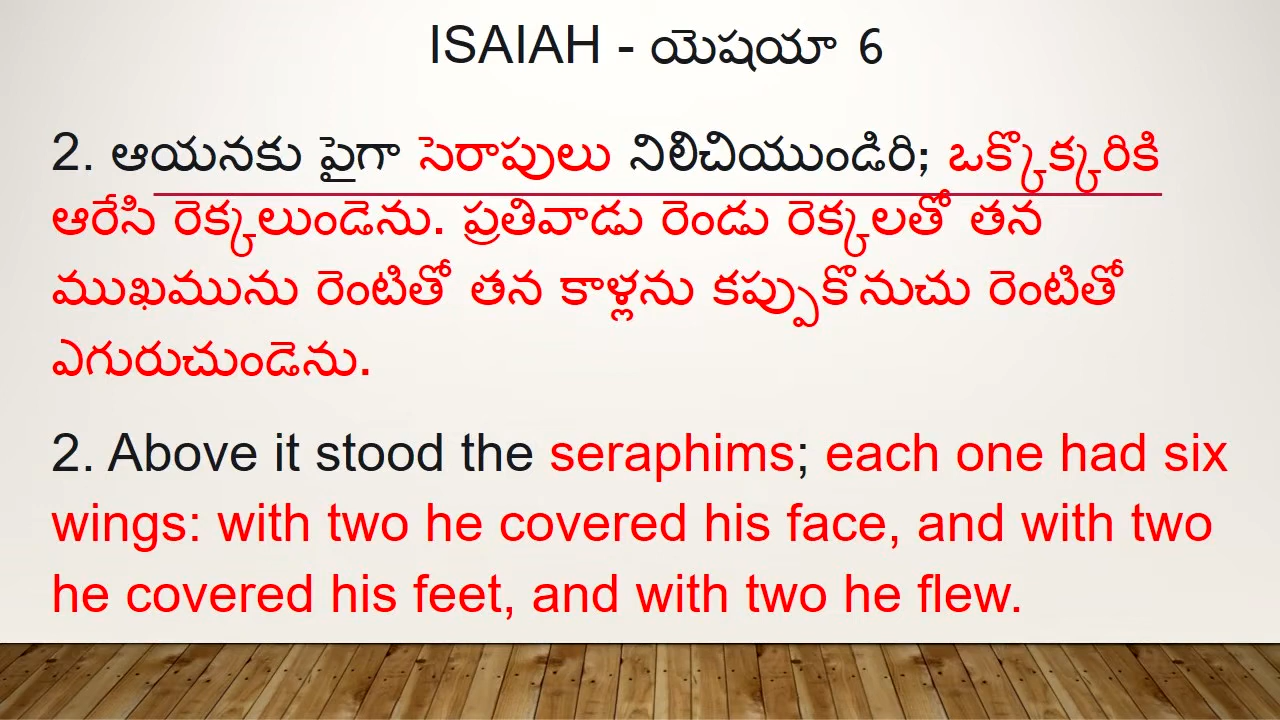 ISAIAH - యెషయా 6
2. ఆయనకు పైగా సెరాపులు నిలిచియుండిరి; ఒక్కొక్కరికి
ఆరేసి రెక్కలుండెను. ప్రతివాడు రెండు రెక్కలతో తన
ముఖమును రెంటితో తన కాళ్లను కప్పుకొనుచు రెంటితో
ఎగురుచుండెను.
2. Above it stood the seraphims; each one had six
wings: with two he covered his face, and with two
he covered his feet, and with two he flew.